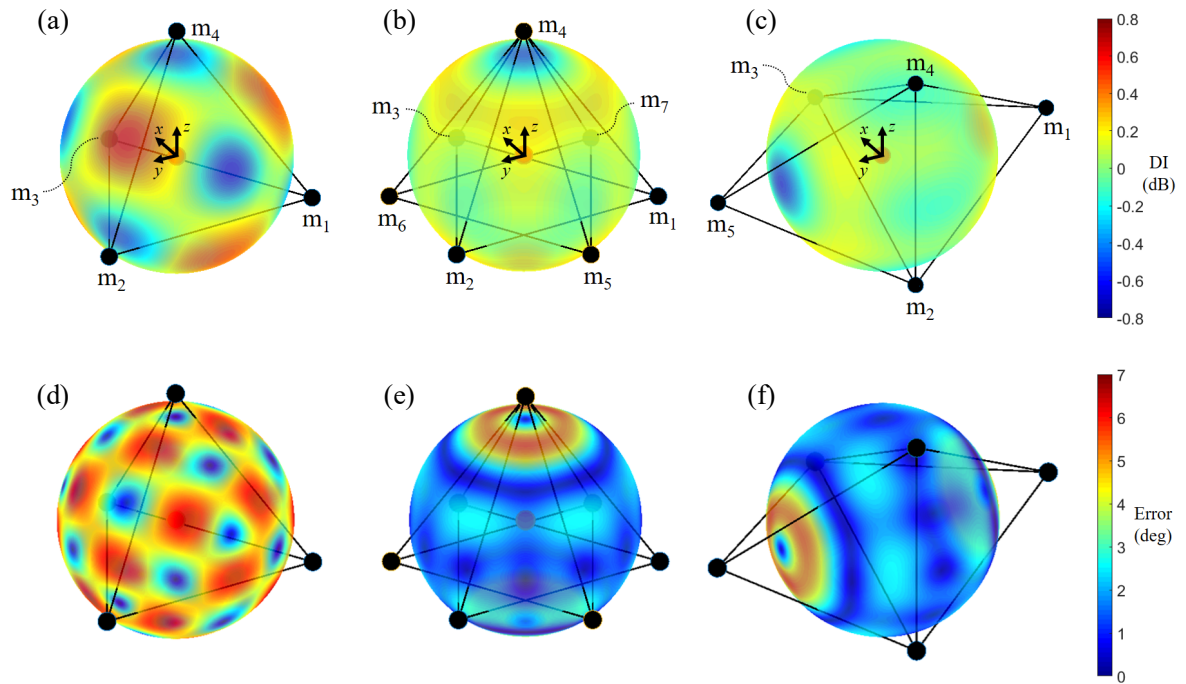 (a)
m4
m3
x
z
y
m1
m2
(b)
m4
m3
m7
x
z
y
m6
m1
m2
m5
(c)
m3
m4
m1
x
z
y
m5
m2
0.8
0.6
0.4
0.2
0
-0.2
-0.4
-0.6
-0.8
DI
(dB)
(d)
(e)
(f)
7
6
5
4
3
2
1
0
Error
(deg)